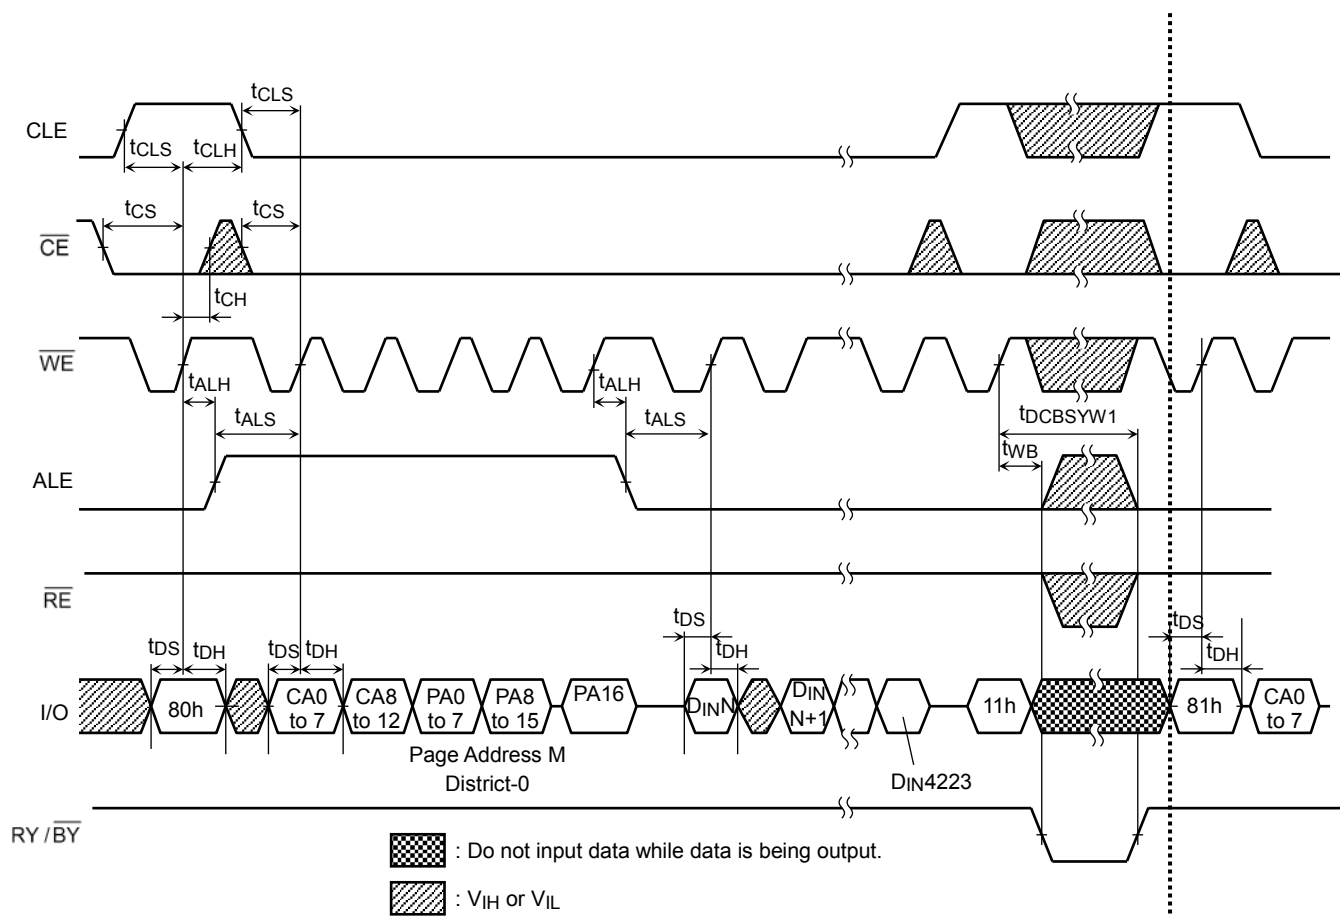 tCLS
CLE
tCLS tCLH
tCS tCS
CE
tCH
WE
tALH tALH
tALS tALS tDCBSYW1
tWB
ALE
RE
tDS tDH tDS tDH tDS tDH tDS tDH
I/O
80h
CA0 to 7
CA8 to 12
PA0 to 7
PA8 to 15
PA16
DINN
DIN N+1
11h
81h
CA0 to 7
Page Address M
District-0
DIN4223
RY / BY
: Do not input data while data is being output.
: VIH or VIL